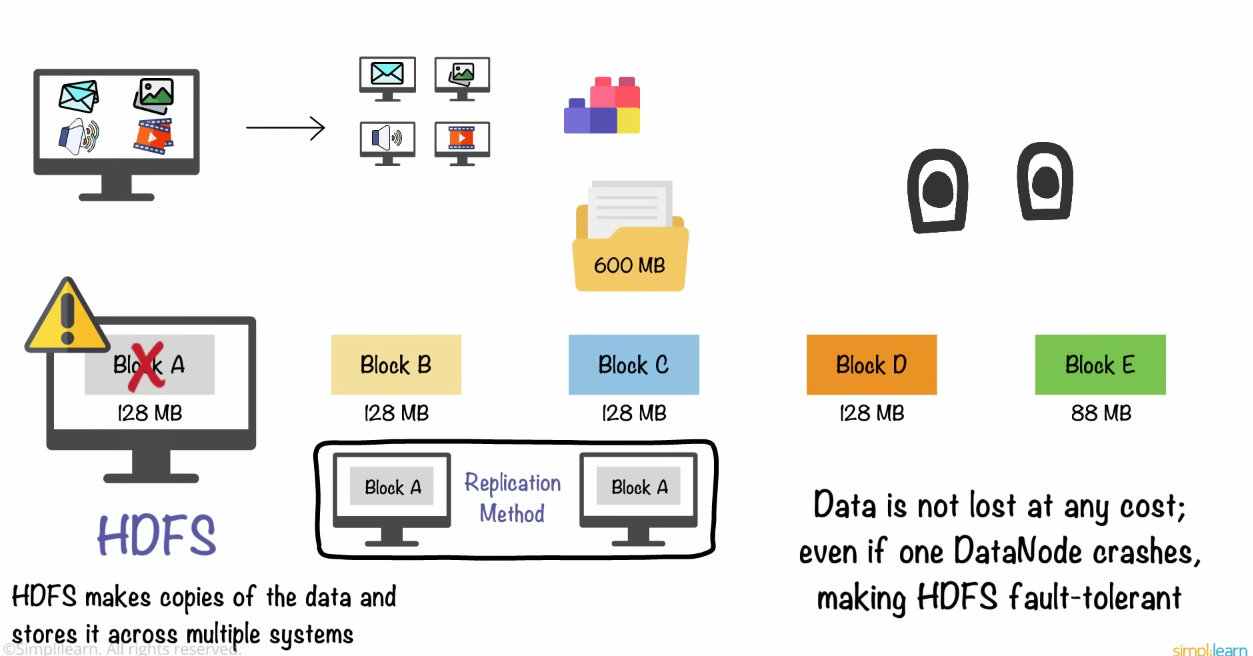 600 MB
Block A
Block B
Block C
Block D
Block E
128 MB
128 MB
128 MB
128 MB
88 MB
Block A
Replication
Method
Block A
HDFS
Data is not lost at any cost;
even if one DataNode crashes,
making HDFS fault-tolerant
HDFS makes copies of the data and
stores it across multiple systems
©Simplilearn. All rights reserved.
simplilearn